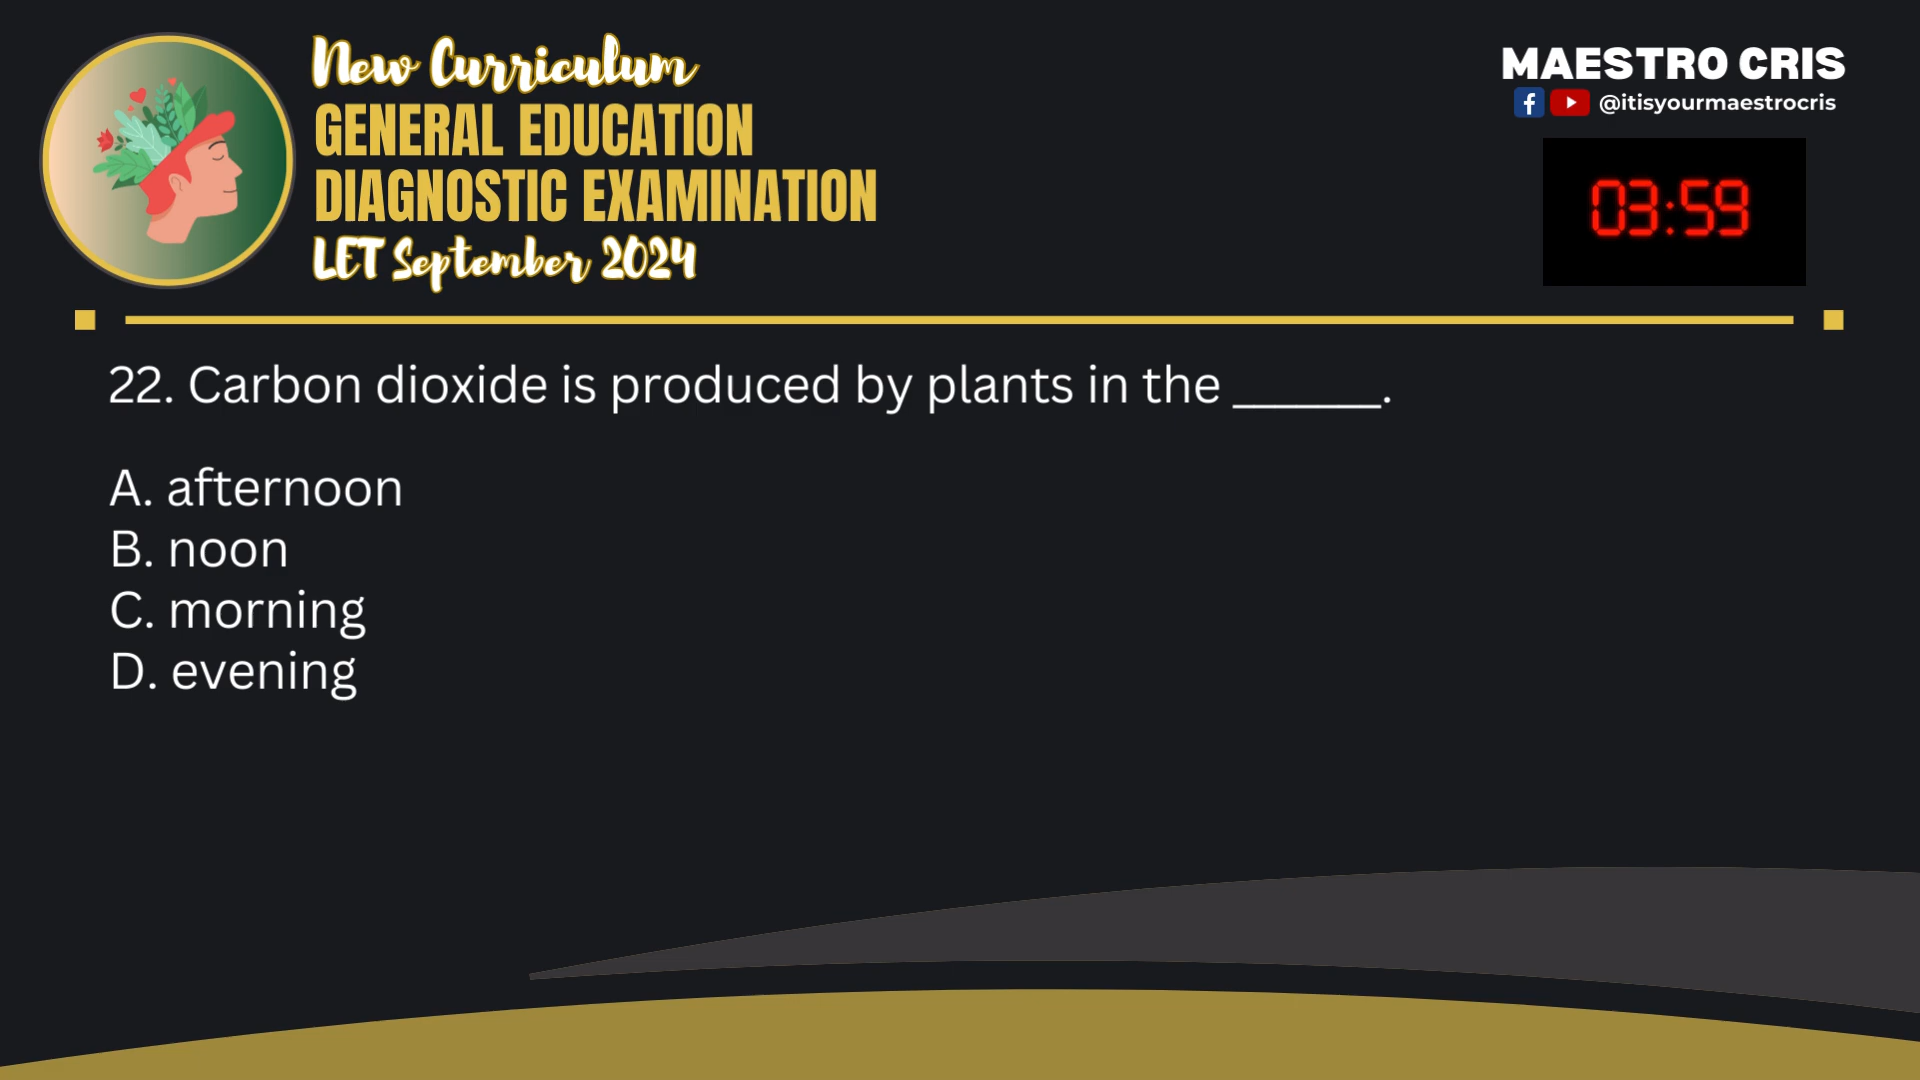 New Curriculum
GENERAL EDUCATION
DIAGNOSTIC EXAMINATION
LET September 2024
MAESTRO CRIS
@itisyourmaestrocris
03:59
22. Carbon dioxide is produced by plants in the ______.
A. afternoon
B. noon
C. morning
D. evening